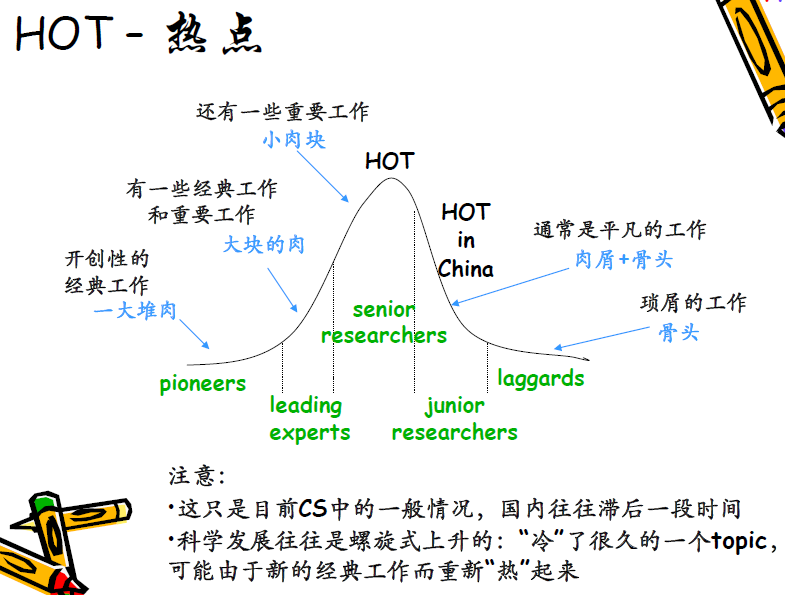 HOT - 热点
还有一些重要工作
小肉块
HOT
有一些经典工作
和重要工作
大块的肉
HOT
in
China
通常是平凡的工作
肉屑+骨头
开创性的
经典工作
一大堆肉
琐屑的工作
骨头
senior
researchers
pioneers
laggards
leading
experts
junior
researchers
注意：
•这只是目前CS中的一般情况，国内往往滞后一段时间
•科学发展往往是螺旋式上升的：“冷”了很久的一个topic，
可能由于新的经典工作而重新“热”起来